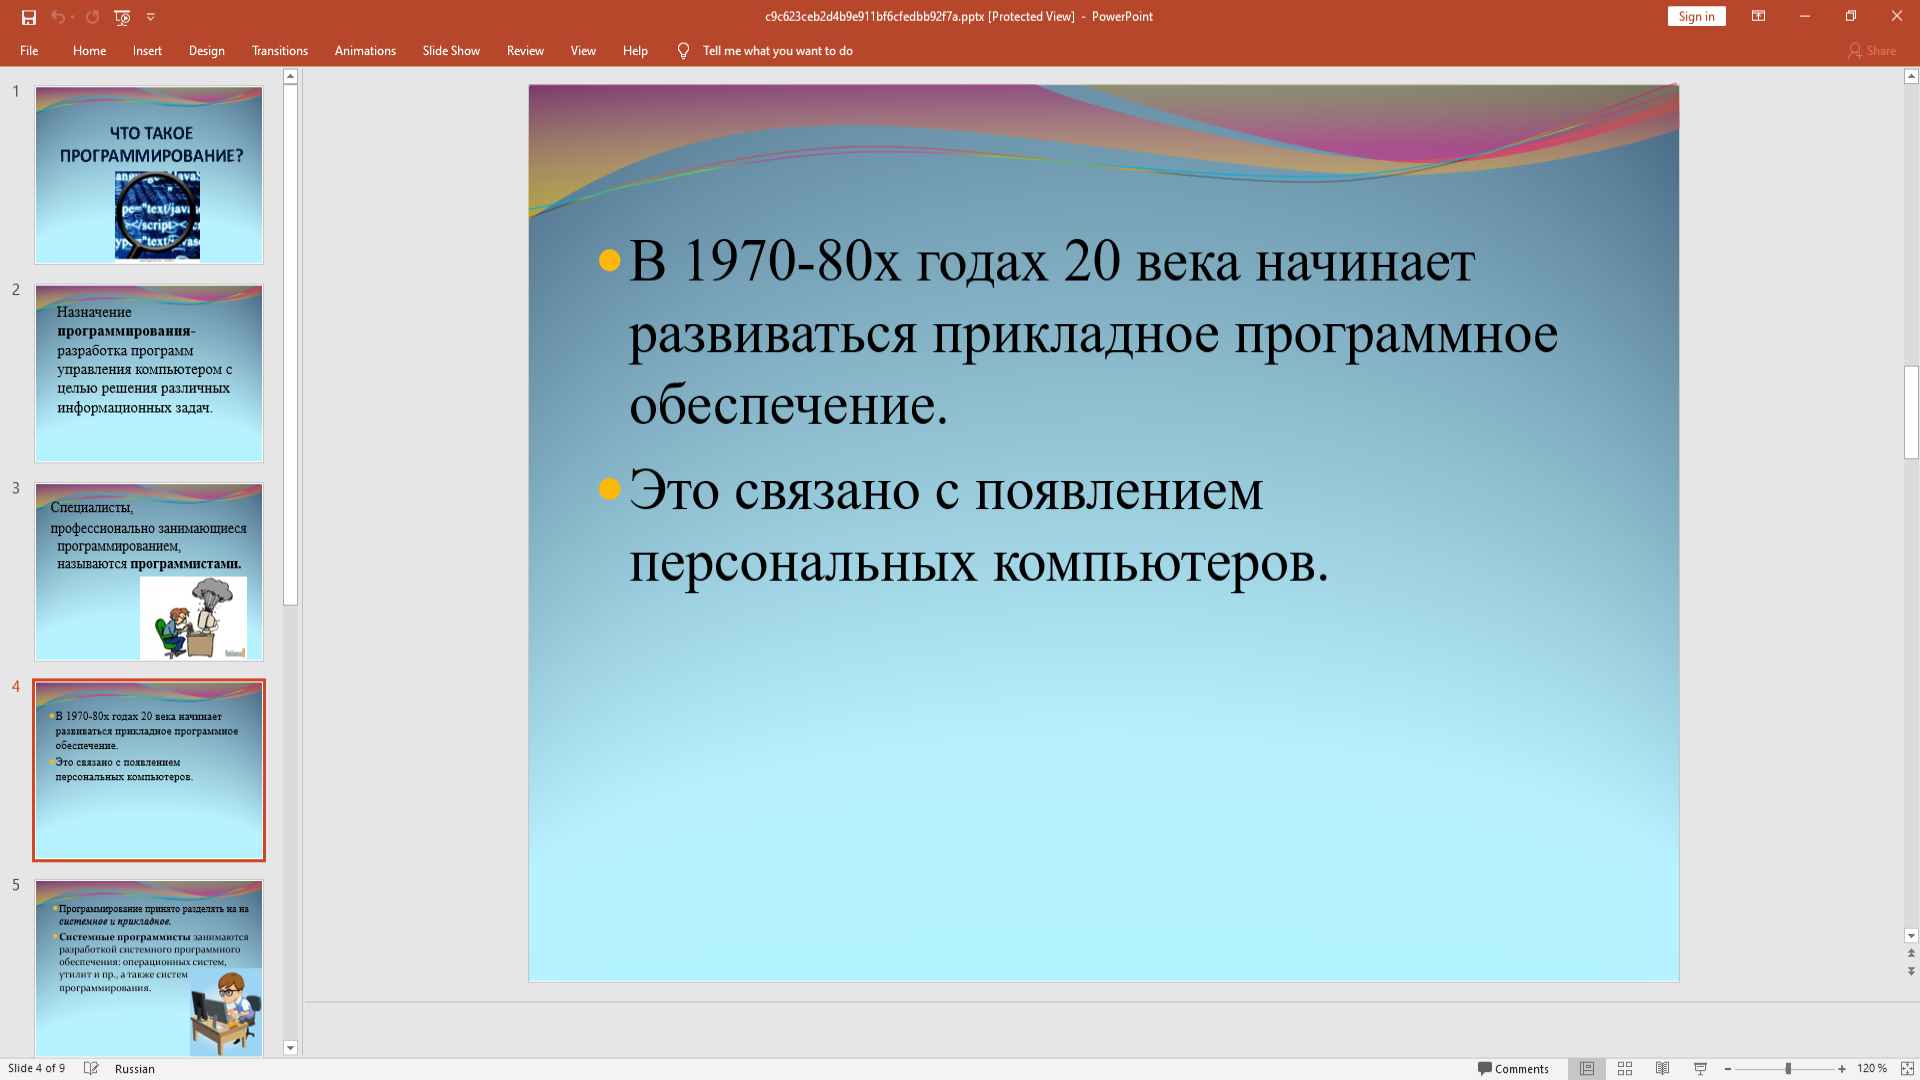 c9c623ceb2d4b9e911bf6cfedbb92f7a.pptx [Protected View] - PowerPoint
Sign in
File Home Insert Design Transitions Animations Slide Show Review View Help Tell me what you want to do Share
1
ЧТО ТАКОЕ
ПРОГРАММИРОВАНИЕ?
2
Назначение
программирования-
разработка программ
управления компьютером с
целью решения различных
информационных задач.
3
Специалисты,
профессионально занимающиеся
программированием,
называются программистами.
4
В 1970-80х годах 20 века начинает
развиваться прикладное программное
обеспечение.
Это связано с появлением
персональных компьютеров.
5
Программирование принято разделять на на
системное и прикладное.
Системные программисты занимаются
разработкой системного программного
обеспечения: операционных систем,
утилит и пр., а также систем
программирования.
В 1970-80х годах 20 века начинает
развиваться прикладное программное
обеспечение.
Это связано с появлением
персональных компьютеров.
Slide 4 of 9 Russian Comments 120 %